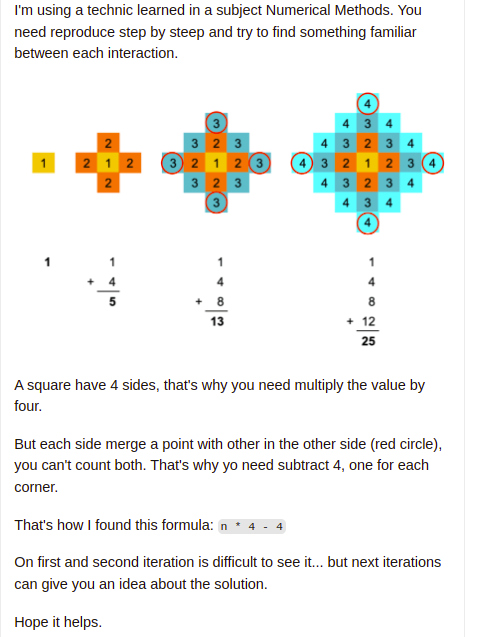 I'm using a technic learned in a subject Numerical Methods. You
need reproduce step by steep and try to find something familiar
between each interaction.
4
3 4 3 4
2 3 2 3 4 3 2 3 4
1 2 1 2 3 2 1 2 3 4 3 2 1 2 3 4
2 3 2 3 4 3 2 3 4
3 4 3 4
4
1 1 1 1
+ 4 4 4
5 + 8 8
13 + 12
25
A square have 4 sides, that's why you need multiply the value by
four.
But each side merge a point with other in the other side (red circle),
you can't count both. That's why yo need subtract 4, one for each
corner.
That's how I found this formula: n * 4 - 4
On first and second iteration is difficult to see it... but next iterations
can give you an idea about the solution.
Hope it helps.